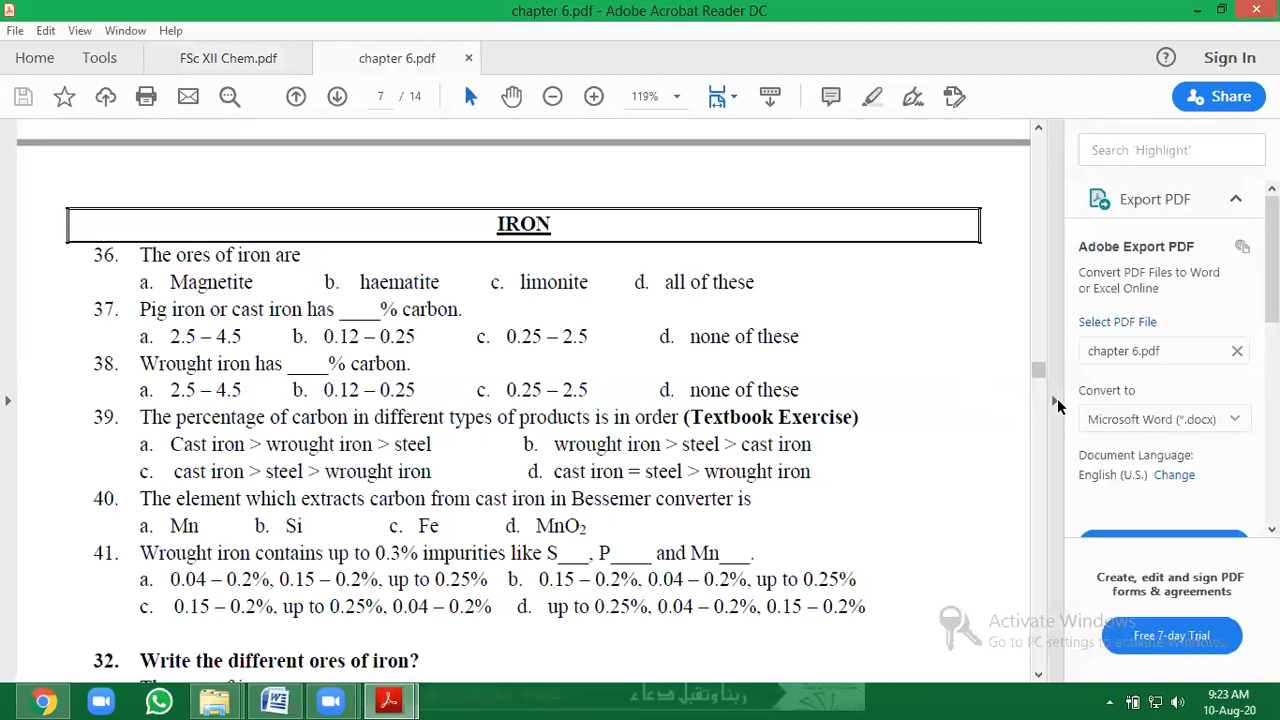 chapter 6.pdf - Adobe Acrobat Reader DC
File Edit View Window Help
Home Tools FSc XII Chem.pdf chapter 6.pdf × ? Sign In
7 / 14 119% Share
IRON
36. The ores of iron are
a. Magnetite b. haematite c. limonite d. all of these
37. Pig iron or cast iron has ____% carbon.
a. 2.5 – 4.5 b. 0.12 – 0.25 c. 0.25 – 2.5 d. none of these
38. Wrought iron has ____% carbon.
a. 2.5 – 4.5 b. 0.12 – 0.25 c. 0.25 – 2.5 d. none of these
39. The percentage of carbon in different types of products is in order (Textbook Exercise)
a. Cast iron > wrought iron > steel b. wrought iron > steel > cast iron
c. cast iron > steel > wrought iron d. cast iron = steel > wrought iron
40. The element which extracts carbon from cast iron in Bessemer converter is
a. Mn b. Si c. Fe d. MnO₂
41. Wrought iron contains up to 0.3% impurities like S___, P____ and Mn___.
a. 0.04 – 0.2%, 0.15 – 0.2%, up to 0.25% b. 0.15 – 0.2%, 0.04 – 0.2%, up to 0.25%
c. 0.15 – 0.2%, up to 0.25%, 0.04 – 0.2% d. up to 0.25%, 0.04 – 0.2%, 0.15 – 0.2%
32. Write the different ores of iron?
Search 'Highlight'
Export PDF
Adobe Export PDF
Convert PDF Files to Word
or Excel Online
Select PDF File
chapter 6.pdf
Convert to
Microsoft Word (*.docx)
Document Language:
English (U.S.) Change
Create, edit and sign PDF
forms & agreements
Free 7-day Trial
Activate Windows
Go to PC settings to activate Windows.
ربنا وتقبل دعاء
9:23 AM
10-Aug-20